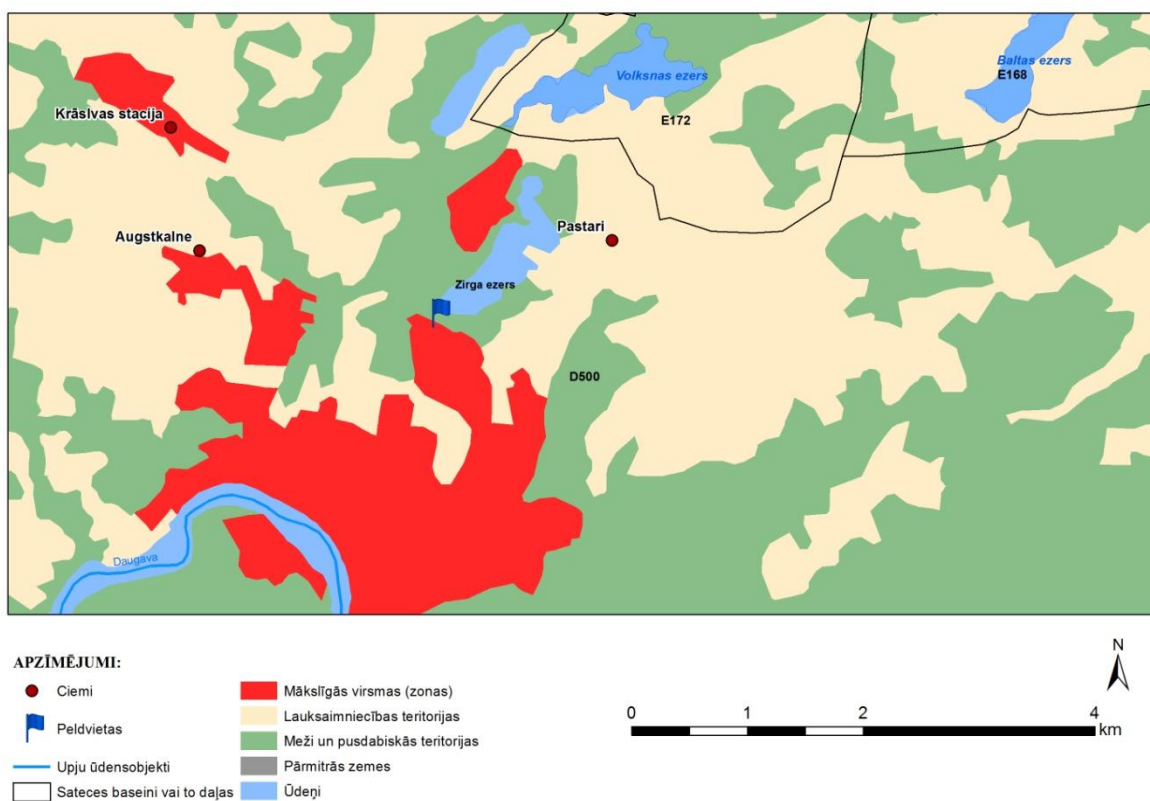 Volksnas ezers
Baltas ezers
E168
Krāslvas stacija
E172
Augstkalne
Pastari
Zirga ezers
D500
Daugava
APZĪMĒJUMI:
Ciemi
Peldvietas
Upju ūdensobjekti
Sateces baseini vai to daļas
Mākslīgās virsmas (zonas)
Lauksaimniecības teritorijas
Meži un pusdabiskās teritorijas
Pārmitrās zemes
Ūdeņi
N
0 1 2 4
km